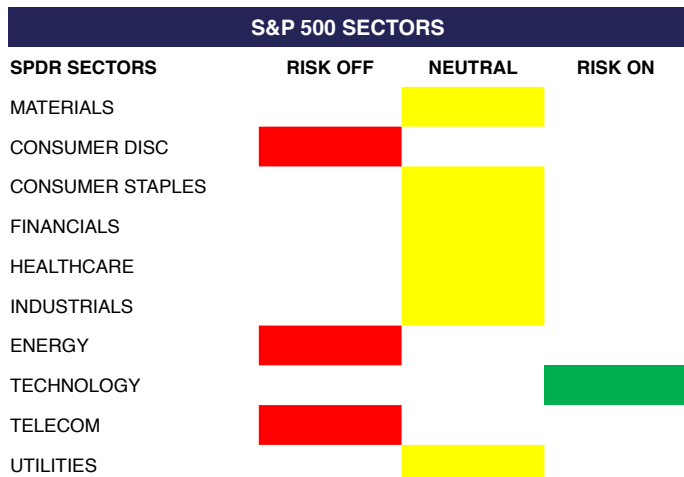 S&P 500 SECTORS
SPDR SECTORS RISK OFF NEUTRAL RISK ON
MATERIALS
CONSUMER DISC
CONSUMER STAPLES
FINANCIALS
HEALTHCARE
INDUSTRIALS
ENERGY
TECHNOLOGY
TELECOM
UTILITIES